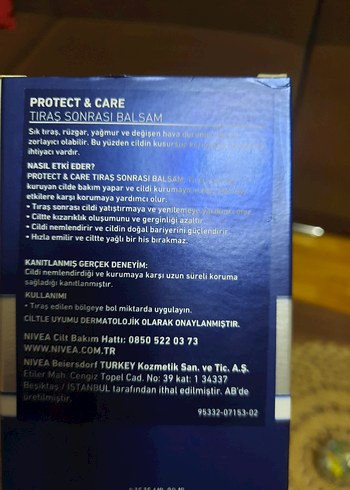 PROTECT & CARE
TIRAŞ SONRASI BALSAM
Sık tıraş, rüzgar, yağmur ve değişen hava
zorlayıcı olabilir. Bu yüzden cildin
ihtiyacı vardır.
NASIL ETKİ EDER?
PROTECT & CARE TIRAŞ SONRASI BALSAM,
kuruyan cilde bakım yapar ve cildi kurumaya
etkilere karşı korumaya yardımcı olur.
• Tıraş sonrası cildi yatıştırmaya ve yenilemeye yardımcı olur.
• Ciltte kızarıklık oluşumunu ve gerginliği azaltır.
• Cildi nemlendirir ve cildin doğal bariyerini güçlendirir.
• Hızla emilir ve ciltte yağlı bir his bırakmaz.
KANITLANMIŞ GERÇEK DENEYİM:
Cildi nemlendirdiği ve kurumaya karşı uzun süreli koruma
sağladığı kanıtlanmıştır.
KULLANIMI
• Tıraş edilen bölgeye bol miktarda uygulayın.
CİLTLE UYUMU DERMATOLOJİK OLARAK ONAYLANMIŞTIR.
NIVEA Cilt Bakım Hattı: 0850 522 03 73
WWW.NIVEA.COM.TR
NIVEA Beiersdorf TURKEY Kozmetik San. ve Tic. A.Ş.
Etiler Mah. Cengiz Topel Cad. No: 39 kat: 1 34337
Beşiktaş / İSTANBUL tarafından ithal edilmiştir. AB'de
üretilmiştir.
95332-07153-02